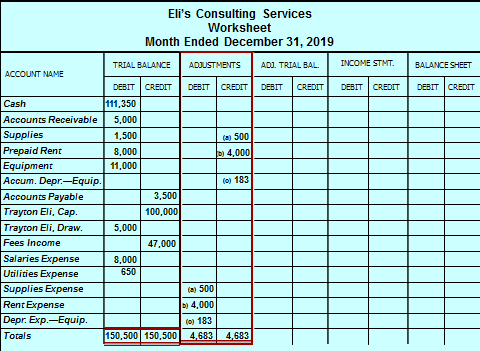 Eli's Consulting Services
Worksheet
Month Ended December 31, 2019
ACCOUNT NAME TRIAL BALANCE ADJUSTMENTS ADJ. TRIAL BAL. INCOME STMT. BALANCE SHEET
DEBIT CREDIT DEBIT CREDIT DEBIT CREDIT DEBIT CREDIT DEBIT CREDIT
Cash 111,350
Accounts Receivable 5,000
Supplies 1,500 (a) 500
Prepaid Rent 8,000 (b) 4,000
Equipment 11,000
Accum. Depr.—Equip. (c) 183
Accounts Payable 3,500
Trayton Eli, Cap. 100,000
Trayton Eli, Draw. 5,000
Fees Income 47,000
Salaries Expense 8,000
Utilities Expense 650
Supplies Expense (a) 500
Rent Expense b) 4,000
Depr. Exp.—Equip. (c) 183
Totals 150,500 150,500 4,683 4,683